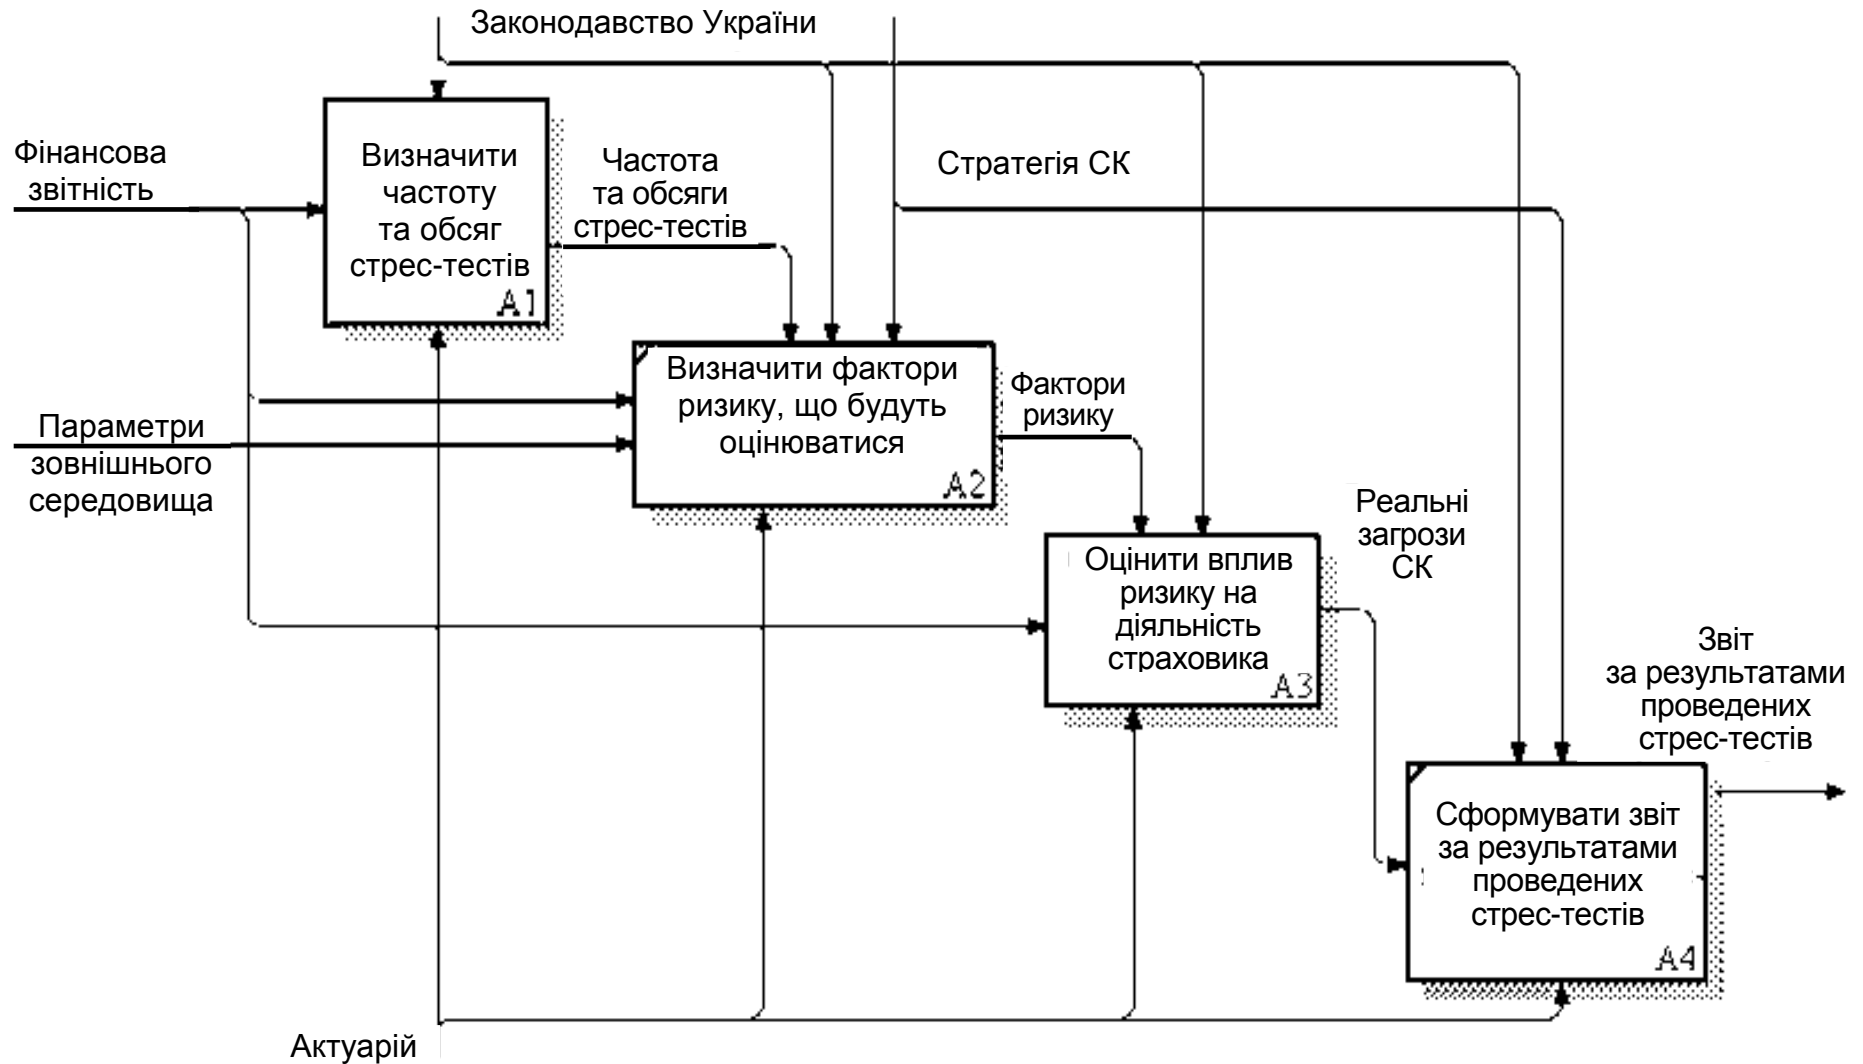 Законодавство України
Фінансова
звітність
Визначити
частоту
та обсяг
стрес-тестів
A1
Частота
та обсяги
стрес-тестів
Стратегія СК
Параметри
зовнішнього
середовища
Визначити фактори
ризику, що будуть
оцінюватися
A2
Фактори
ризику
Оцінити вплив
ризику на
діяльність
страховика
A3
Реальні
загрози
СК
Звіт
за результатами
проведених
стрес-тестів
Сформувати звіт
за результатами
проведених
стрес-тестів
A4
Актуарій